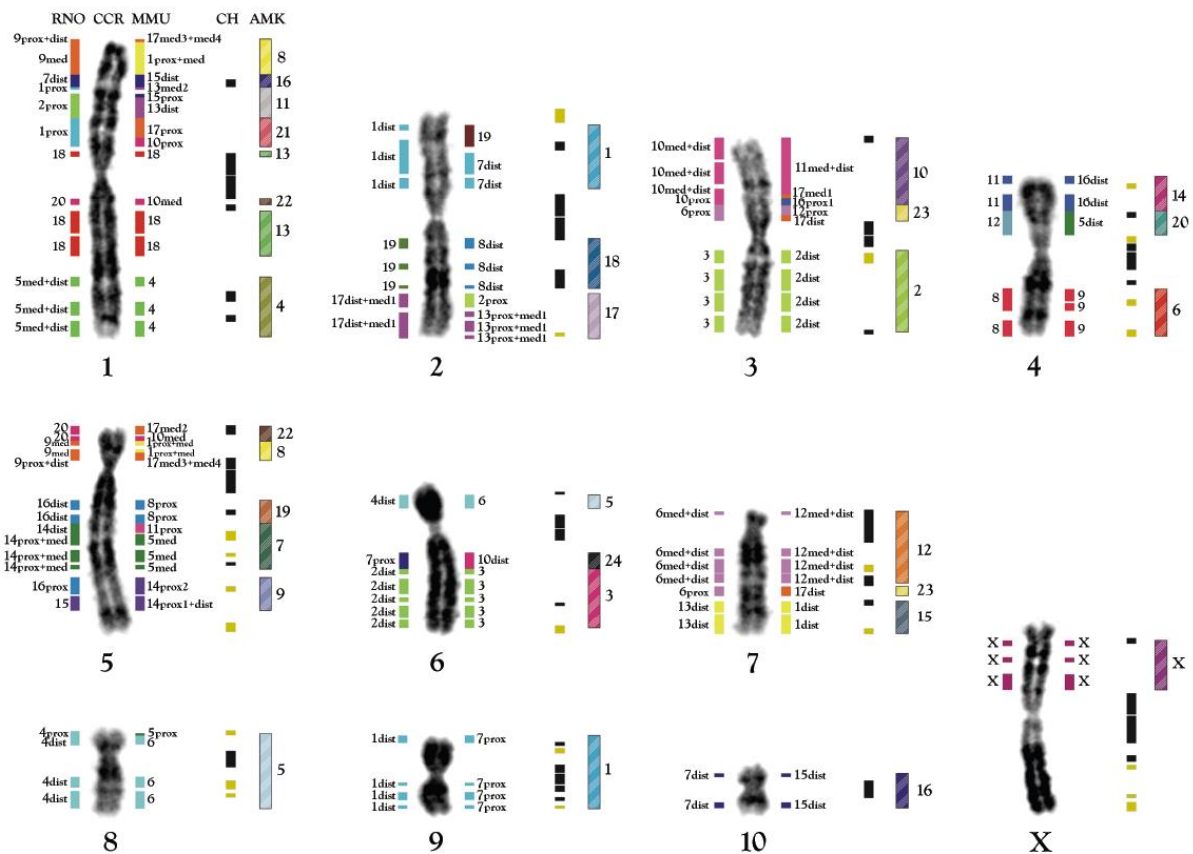 RNO CCR MMU CH AMK
9prox+dist 17med3+med4
9med 1prox+med 8
7dist 15dist 16
1prox 13med2
15prox
2prox 13dist 11
1prox 17prox 21
10prox
18 18 13
20 10med 22
18 18 13
18 18
5med+dist 4 4
5med+dist 4
5med+dist 4
1
1dist 19 1
1dist 7dist
1dist 7dist
19 8dist 18
19 8dist
19 8dist
17dist+med1 2prox 17
13prox+med1
17dist+med1 13prox+med1
13prox+med1
2
10med+dist 11med+dist 10
10med+dist
10med+dist 17med1
10prox 16prox1
6prox 12prox 23
17dist
3 2dist 2
3 2dist
3 2dist
3 2dist
3
11 16dist 14
11 16dist 20
12 5dist
8 9 6
9
8 9
4
20 17med2 22
20 10med
9med 1prox+med 8
9med 1prox+med
9prox+dist 17med3+med4
16dist 8prox 19
16dist 8prox
14dist 11prox 7
14prox+med 5med
14prox+med 5med
14prox+med 5med
16prox 14prox2 9
15 14prox1+dist
5
4dist 6 5
7prox 10dist 24
2dist 3 3
2dist 3
2dist 3
2dist 3
2dist 3
6
6med+dist 12med+dist 12
6med+dist 12med+dist
6med+dist 12med+dist
6med+dist 12med+dist
6prox 17dist 23
13dist 1dist 15
13dist 1dist
7
X X X
X X
X X
X
4prox 5prox
4dist 6
4dist 6 5
4dist 6
8
1dist 7prox
1dist 7prox 1
1dist 7prox
1dist 7prox
9
7dist 15dist 16
7dist 15dist
10